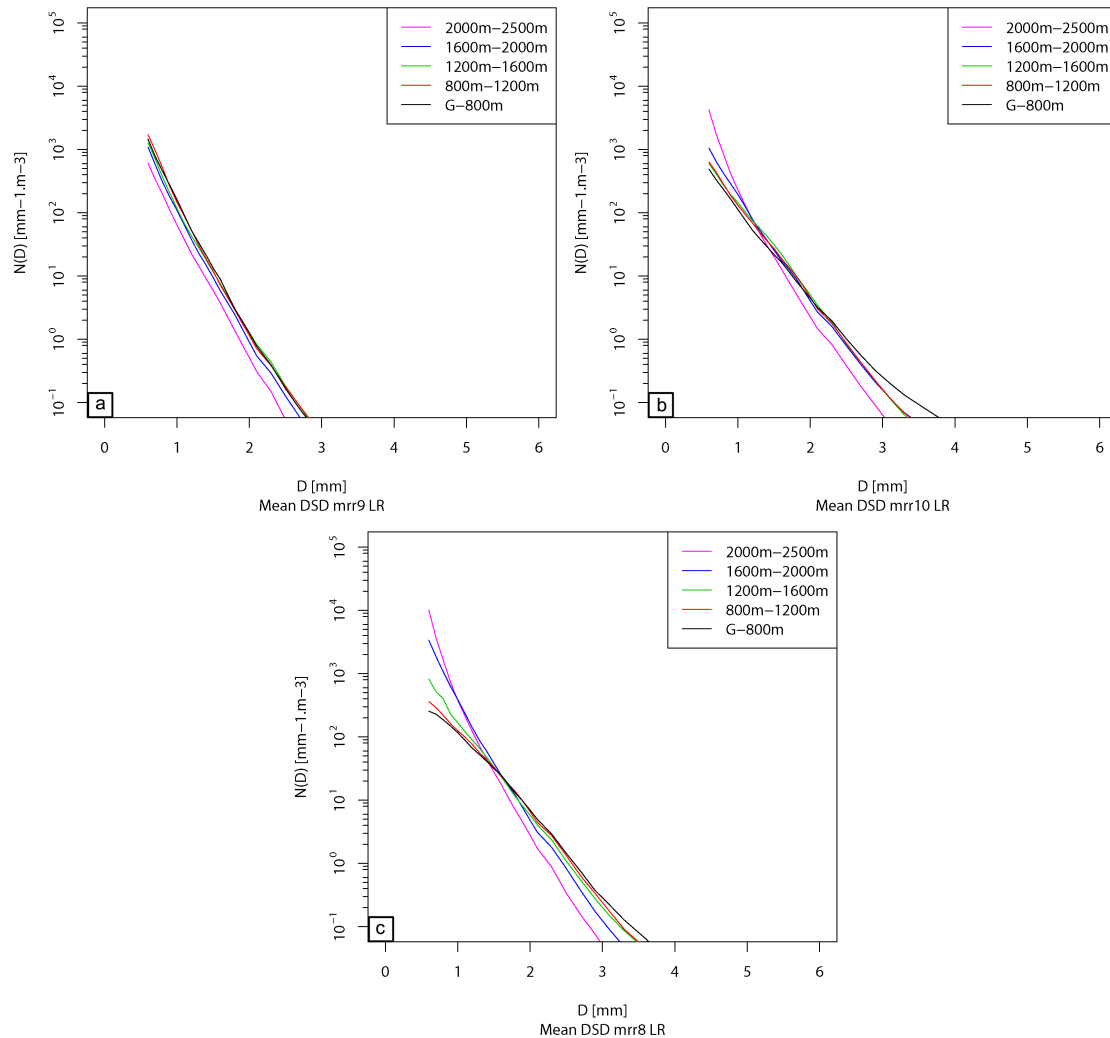 2000m−2500m
1600m−2000m
1200m−1600m
800m−1200m
G−800m
N(D) [mm−1.m−3]
10^5
10^4
10^3
10^2
10^1
10^0
10^−1
a
0 1 2 3 4 5 6
D [mm]
Mean DSD mrr9 LR
2000m−2500m
1600m−2000m
1200m−1600m
800m−1200m
G−800m
N(D) [mm−1.m−3]
10^5
10^4
10^3
10^2
10^1
10^0
10^−1
b
0 1 2 3 4 5 6
D [mm]
Mean DSD mrr10 LR
2000m−2500m
1600m−2000m
1200m−1600m
800m−1200m
G−800m
N(D) [mm−1.m−3]
10^5
10^4
10^3
10^2
10^1
10^0
10^−1
c
0 1 2 3 4 5 6
D [mm]
Mean DSD mrr8 LR